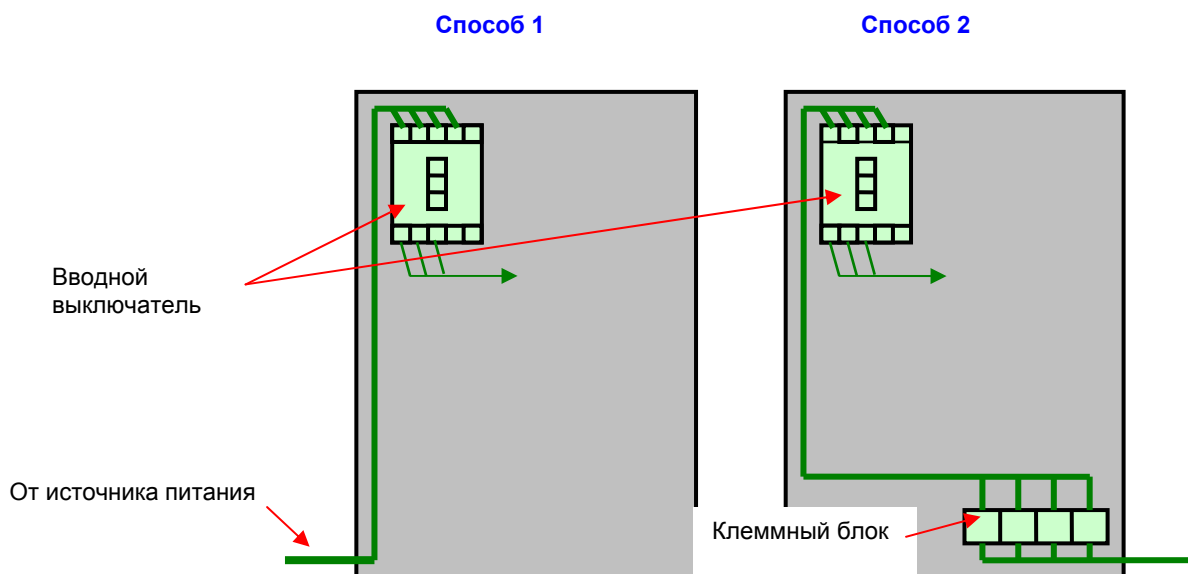 Способ 1
Способ 2
Вводной
выключатель
От источника питания
Клеммный блок